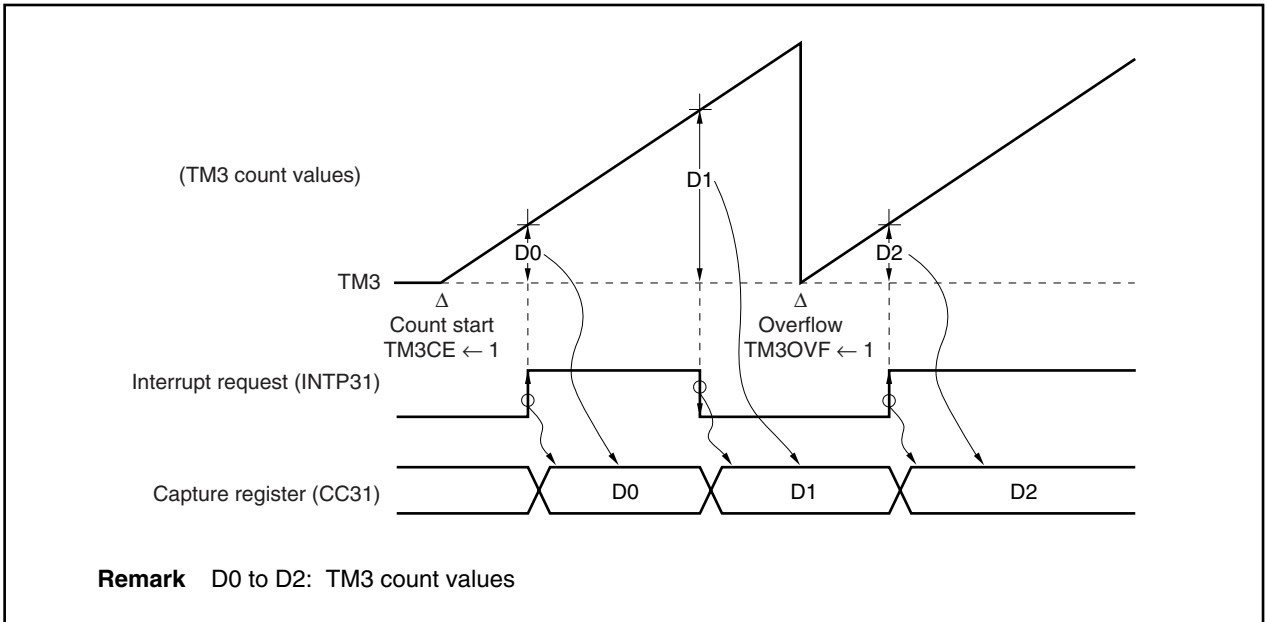 (TM3 count values)
D1
D0
D2
TM3
Δ
Count start
TM3CE ← 1
Δ
Overflow
TM3OVF ← 1
Interrupt request (INTP31)
Capture register (CC31)
D0
D1
D2
Remark D0 to D2: TM3 count values